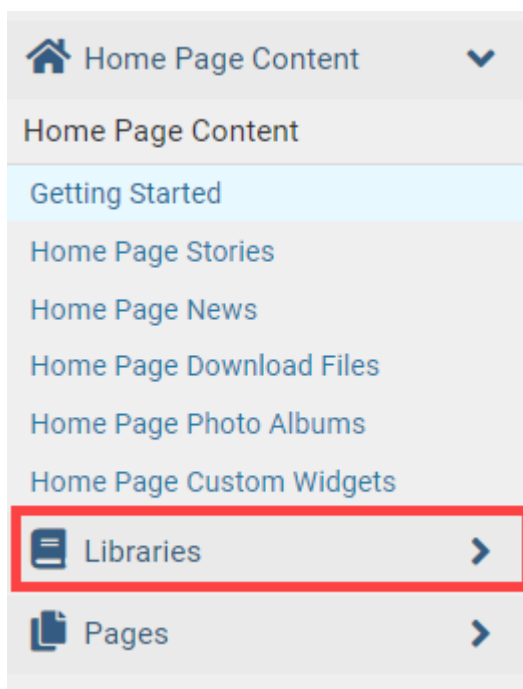 Home Page Content
Home Page Content
Getting Started
Home Page Stories
Home Page News
Home Page Download Files
Home Page Photo Albums
Home Page Custom Widgets
Libraries
Pages